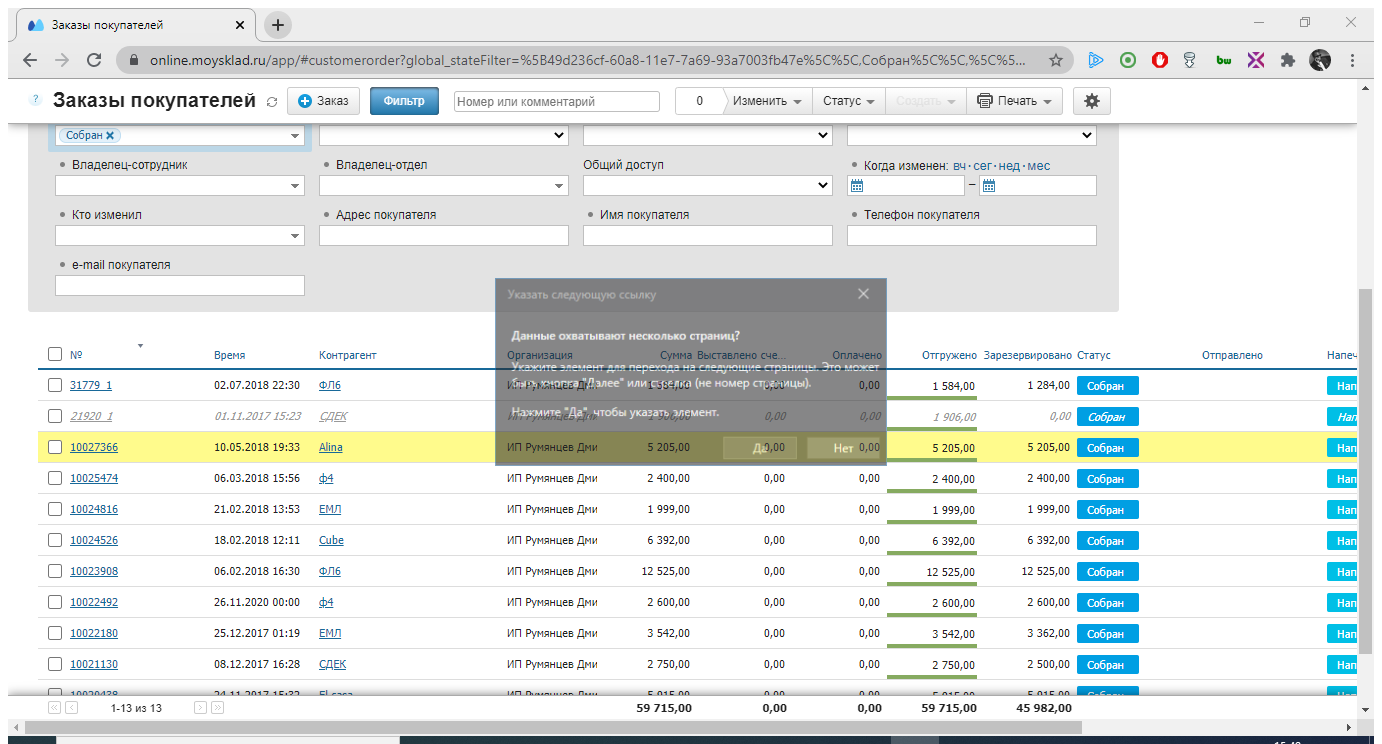 Заказы покупателей
online.moysklad.ru/app/#customerorder?global_stateFilter=%5B49d236cf-60a8-11e7-7a69-93a7003fb47e%5C%5C,Собран%5C%5C,%5C%5...
? Заказы покупателей Заказ Фильтр Номер или комментарий 0 Изменить Статус Создать Печать
Собран
Владелец-сотрудник Владелец-отдел Общий доступ Когда изменен: вч·сег·нед·мес
–
Кто изменил Адрес покупателя Имя покупателя Телефон покупателя
e-mail покупателя
Указать следующую ссылку
Данные охватывают несколько страниц?
Укажите элемент для перехода на следующие страницы. Это может
быть кнопка "Далее" или стрелка (не номер страницы).
Нажмите "Да", чтобы указать элемент.
Да Нет
№ Время Контрагент Организация Сумма Выставлено сче... Оплачено Отгружено Зарезервировано Статус Отправлено Напеч
31779 1 02.07.2018 22:30 ФЛ6 ИП Румянцев Дми 0,00 0,00 1 584,00 1 284,00 Собран Нап
21920 1 01.11.2017 15:23 СДЕК ИП Румянцев Дми 0,00 0,00 1 906,00 0,00 Собран Нап
10027366 10.05.2018 19:33 Alina ИП Румянцев Дми 5 205,00 0,00 0,00 5 205,00 5 205,00 Собран Нап
10025474 06.03.2018 15:56 ф4 ИП Румянцев Дми 2 400,00 0,00 0,00 2 400,00 2 400,00 Собран Нап
10024816 21.02.2018 13:53 ЕМЛ ИП Румянцев Дми 1 999,00 0,00 0,00 1 999,00 1 999,00 Собран Нап
10024526 18.02.2018 12:11 Cube ИП Румянцев Дми 6 392,00 0,00 0,00 6 392,00 6 392,00 Собран Нап
10023908 06.02.2018 16:30 ФЛ6 ИП Румянцев Дми 12 525,00 0,00 0,00 12 525,00 12 525,00 Собран Нап
10022492 26.11.2020 00:00 ф4 ИП Румянцев Дми 2 600,00 0,00 0,00 2 600,00 2 600,00 Собран Нап
10022180 25.12.2017 01:19 ЕМЛ ИП Румянцев Дми 3 542,00 0,00 0,00 3 542,00 3 362,00 Собран Нап
10021130 08.12.2017 16:28 СДЕК ИП Румянцев Дми 2 750,00 0,00 0,00 2 750,00 2 500,00 Собран Нап
1-13 из 13 59 715,00 0,00 0,00 59 715,00 45 982,00